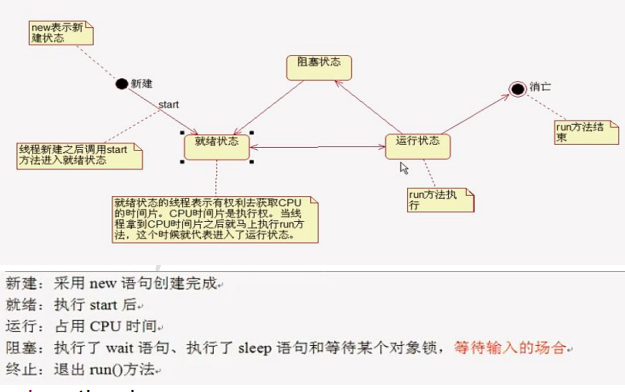 new表示新
建状态
新建
start
线程新建之后调用start
方法进入就绪状态
阻塞状态
就绪状态
运行状态
消亡
run方法结
束
run方法执
行
就绪状态的线程表示有权利去获取CPU
的时间片。CPU时间片是执行权。当线
程拿到CPU时间片之后就马上执行run方
法，这个时候就代表进入了运行状态。
新建：采用 new 语句创建完成
就绪：执行 start 后
运行：占用 CPU 时间
阻塞：执行了 wait 语句、执行了 sleep 语句和等待某个对象锁，等待输入的场合
终止：退出 run()方法